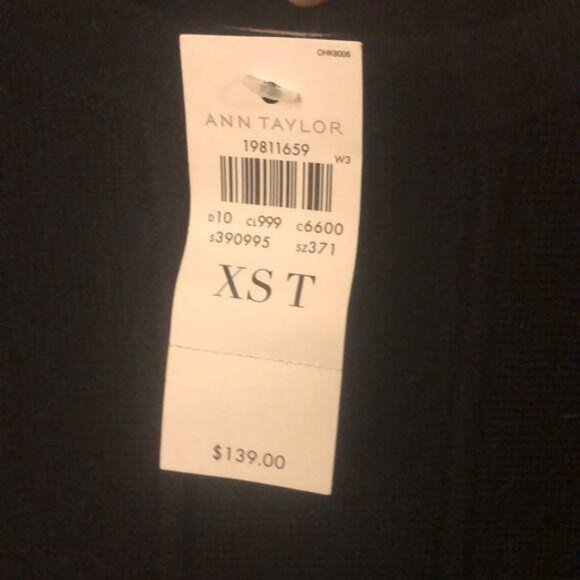 OHK8006
ANN TAYLOR
19811659
W3
D10 CL999 C6600
S390995 SZ371
XS T
$139.00